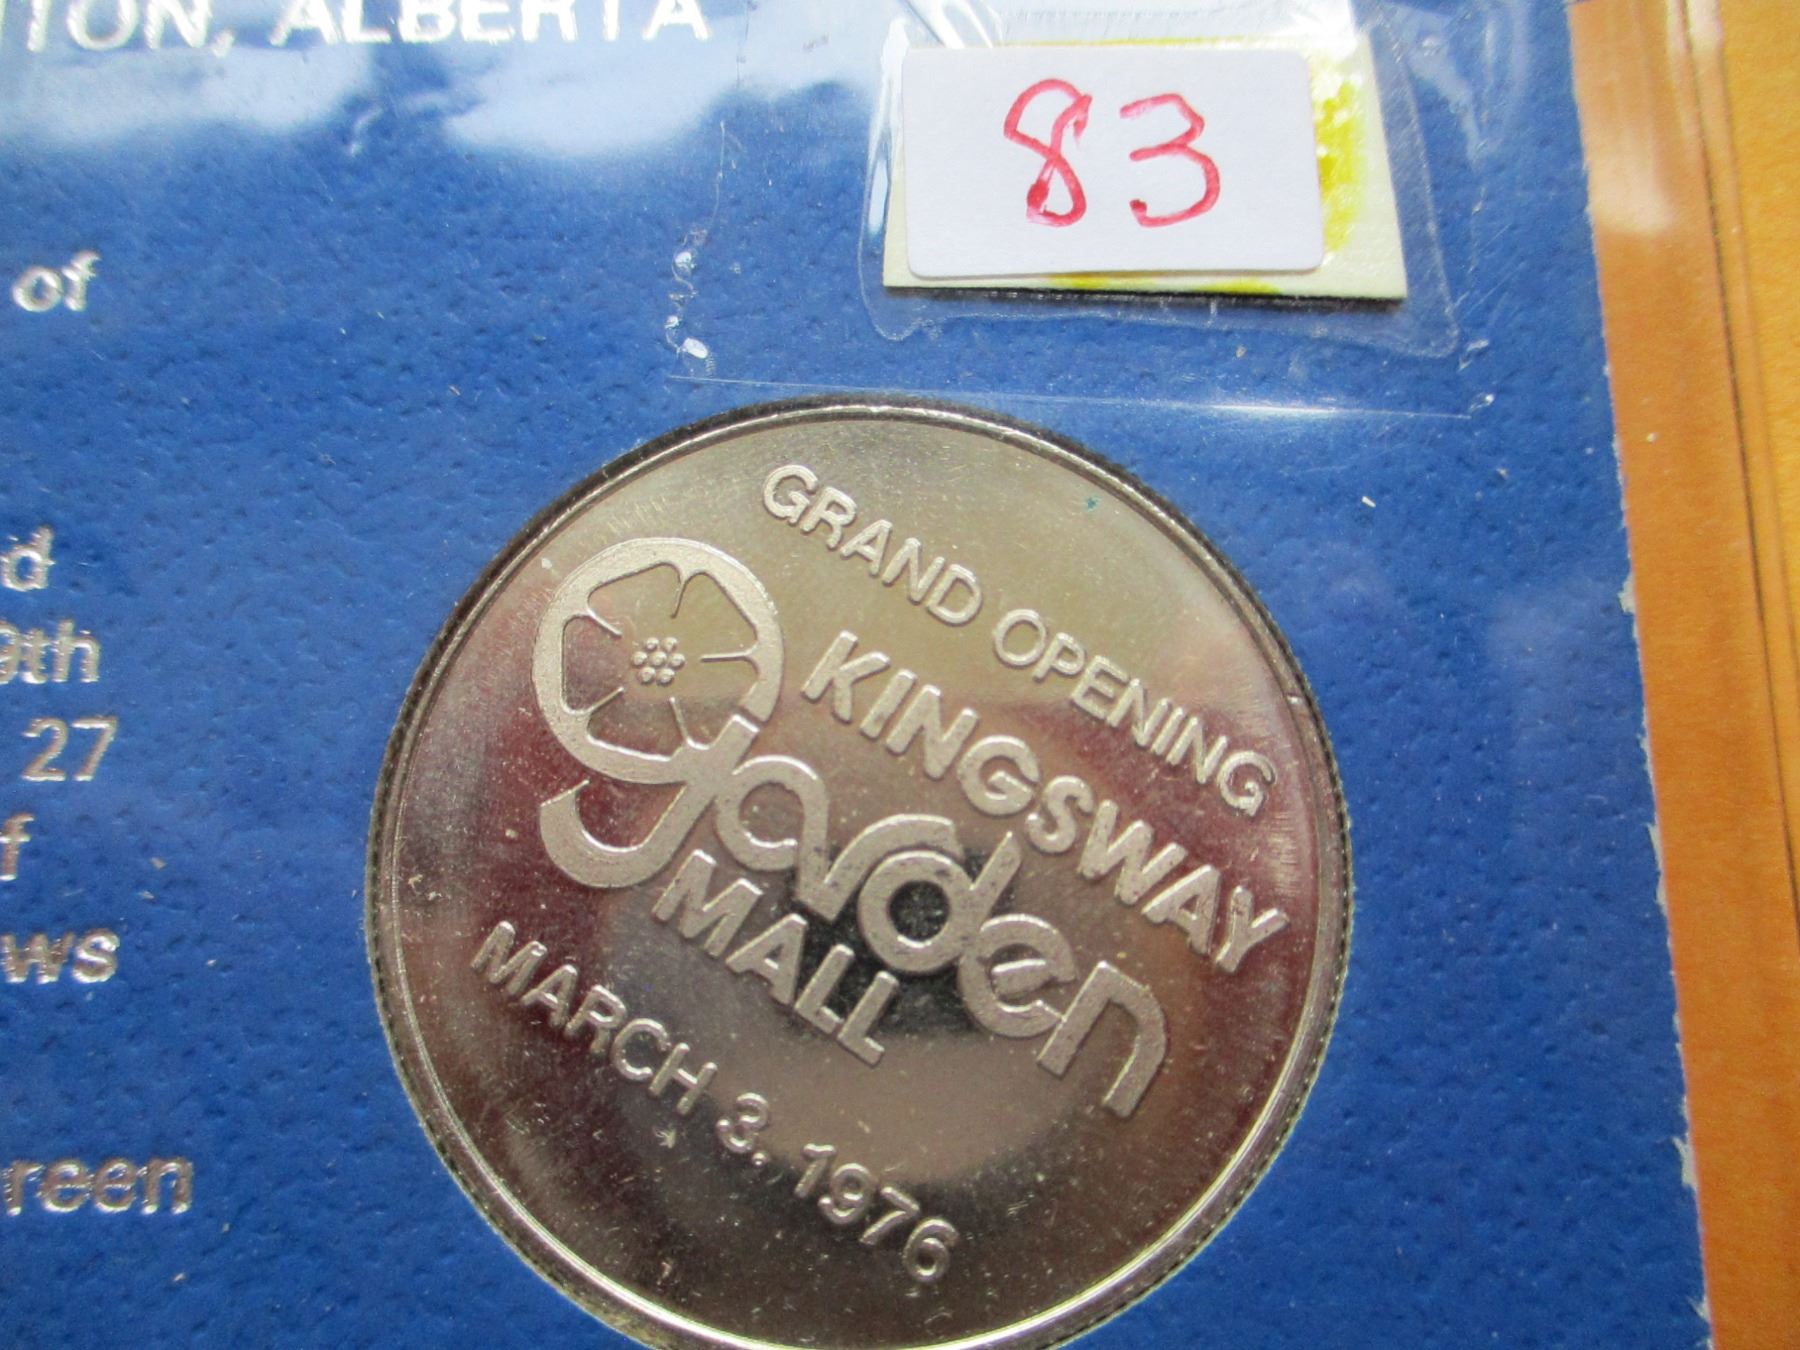 TON, ALBERTA
83
of
d
9th
27
f
ws
reen
GRAND OPENING
KINGSWAY
Garden
MALL
MARCH 3, 1976